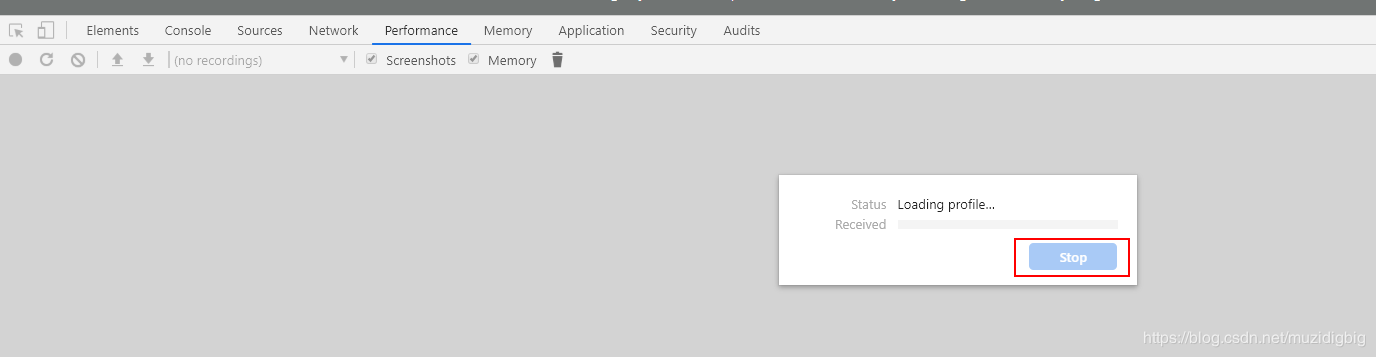 Elements Console Sources Network Performance Memory Application Security Audits
(no recordings) Screenshots Memory
Status Loading profile...
Received
Stop
https://blog.csdn.net/muzidigbig